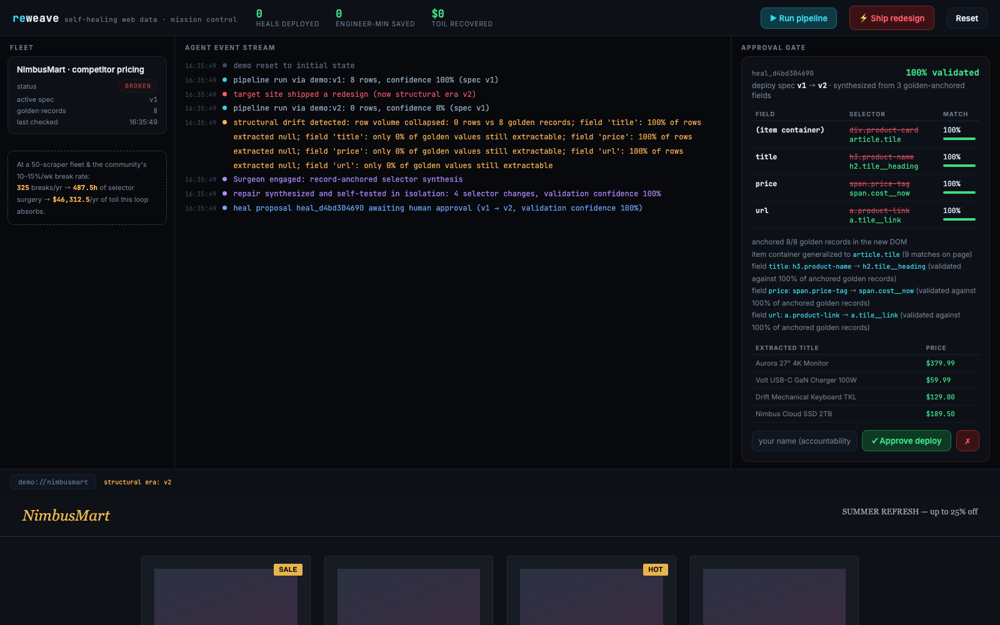 reweave self-healing web data · mission control
0
HEALS DEPLOYED
0
ENGINEER-MIN SAVED
$0
TOIL RECOVERED
▶ Run pipeline
⚡ Ship redesign
Reset
FLEET
NimbusMart · competitor pricing
status BROKEN
active spec v1
golden records 8
last checked 16:35:49
At a 50-scraper fleet & the community's
10–15%/wk break rate:
325 breaks/yr → 487.5h of selector
surgery → $46,312.5/yr of toil this loop
absorbs.
AGENT EVENT STREAM
16:35:49 demo reset to initial state
16:35:49 pipeline run via demo:v1: 8 rows, confidence 100% (spec v1)
16:35:49 target site shipped a redesign (now structural era v2)
16:35:49 pipeline run via demo:v2: 0 rows, confidence 0% (spec v1)
16:35:49 structural drift detected: row volume collapsed: 0 rows vs 8 golden records; field 'title': 100% of rows
extracted null; field 'title': only 0% of golden values still extractable; field 'price': 100% of rows
extracted null; field 'price': only 0% of golden values still extractable; field 'url': 100% of rows
extracted null; field 'url': only 0% of golden values still extractable
16:35:49 Surgeon engaged: record-anchored selector synthesis
16:35:49 repair synthesized and self-tested in isolation: 4 selector changes, validation confidence 100%
16:35:49 heal proposal heal_d4bd304690 awaiting human approval (v1 → v2, validation confidence 100%)
APPROVAL GATE
heal_d4bd304690 100% validated
deploy spec v1 → v2 · synthesized from 3 golden-anchored
fields
FIELD SELECTOR MATCH
(item container) div.product-card 100%
article.tile
title h3.product-name 100%
h2.tile__heading
price span.price-tag 100%
span.cost__now
url a.product-link 100%
a.tile__link
anchored 8/8 golden records in the new DOM
item container generalized to article.tile (9 matches on page)
field title: h3.product-name → h2.tile__heading (validated
against 100% of anchored golden records)
field price: span.price-tag → span.cost__now (validated against
100% of anchored golden records)
field url: a.product-link → a.tile__link (validated against
100% of anchored golden records)
EXTRACTED TITLE PRICE
Aurora 27" 4K Monitor $379.99
Volt USB-C GaN Charger 100W $59.99
Drift Mechanical Keyboard TKL $129.00
Nimbus Cloud SSD 2TB $189.50
your name (accountability
✓ Approve deploy
✗
demo://nimbusmart structural era: v2
NimbusMart
SUMMER REFRESH — up to 25% off
SALE
HOT